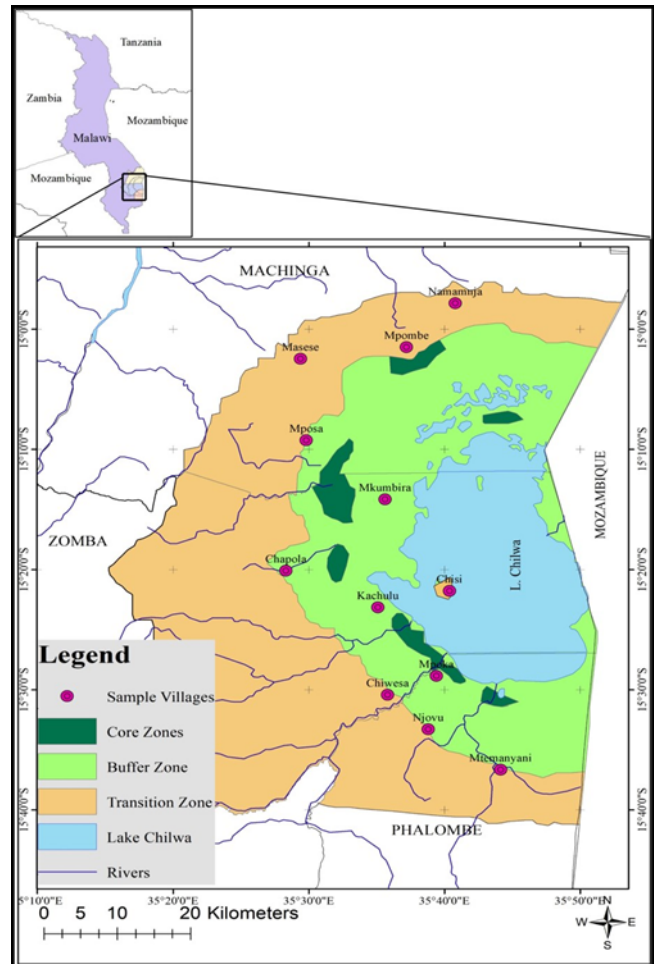 Tanzania
Zambia
Mozambique
Malawi
Mozambique
MACHINGA
Namamnja
Mpombe
Masese
Mposa
Mkumbira
ZOMBA
Chapola
Chisi
Kachulu
L. Chilwa
MOZAMBIQUE
Mpoka
Chiwesa
Njovu
Mtemanyani
PHALOMBE
15°0'0"S
15°10'0"S
15°20'0"S
15°30'0"S
15°40'0"S
15°0'0"S
15°10'0"S
15°20'0"S
15°30'0"S
15°40'0"S
Legend
Sample Villages
Core Zones
Buffer Zone
Transition Zone
Lake Chilwa
Rivers
35°20'0"E
35°30'0"E
35°40'0"E
35°50'0"E
0 5 10 15 20 Kilometers
N
W E
S